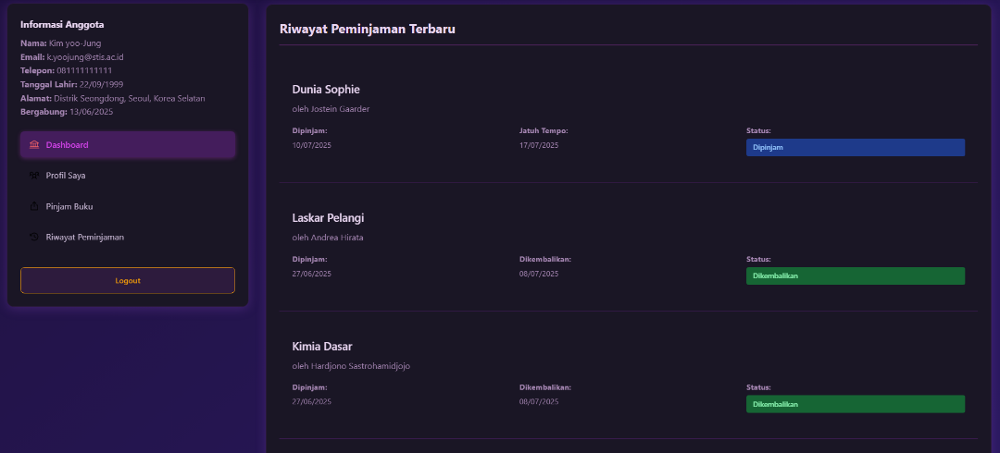 Informasi Anggota
Nama: Kim yoo-Jung
Email: k.yoojung@stis.ac.id
Telepon: 081111111111
Tanggal Lahir: 22/09/1999
Alamat: Distrik Seongdong, Seoul, Korea Selatan
Bergabung: 13/06/2025
Dashboard
Profil Saya
Pinjam Buku
Riwayat Peminjaman
Logout
Riwayat Peminjaman Terbaru
Dunia Sophie
oleh Jostein Gaarder
Dipinjam: Jatuh Tempo: Status:
10/07/2025 17/07/2025 Dipinjam
Laskar Pelangi
oleh Andrea Hirata
Dipinjam: Dikembalikan: Status:
27/06/2025 08/07/2025 Dikembalikan
Kimia Dasar
oleh Hardjono Sastrohamidjojo
Dipinjam: Dikembalikan: Status:
27/06/2025 08/07/2025 Dikembalikan